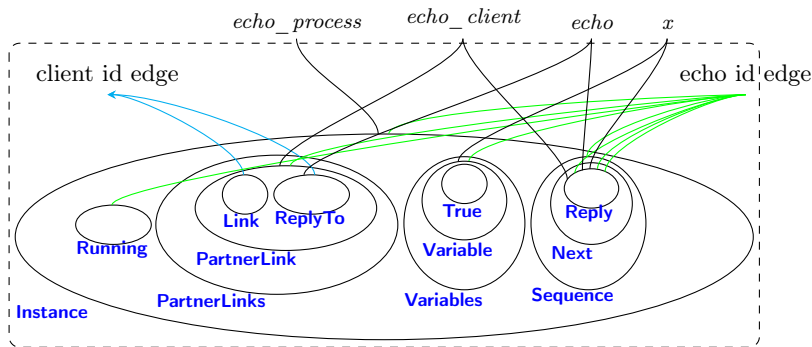 echo_process echo_client echo x
client id edge echo id edge
Link ReplyTo True Reply
Running PartnerLink Variable Next
Instance PartnerLinks Variables Sequence